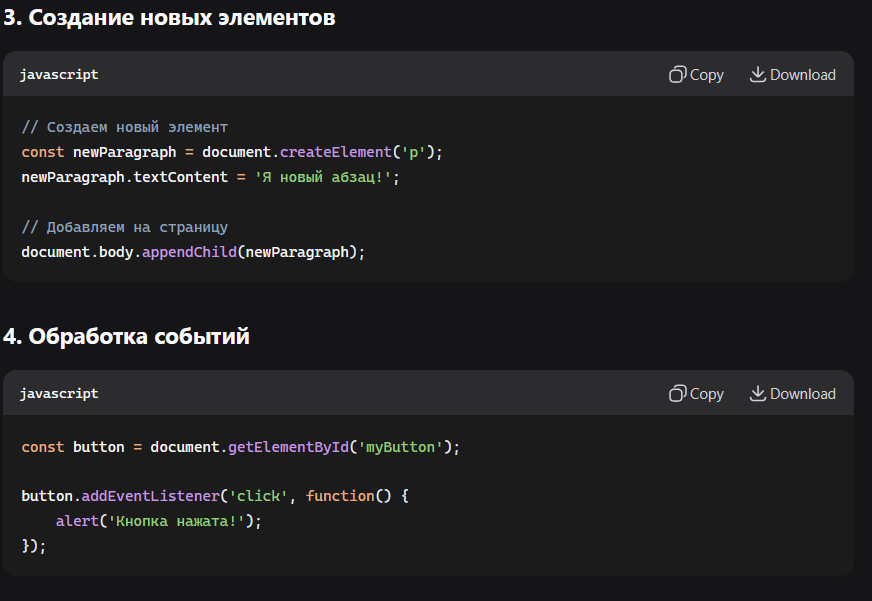 3. Создание новых элементов
javascript Copy Download
// Создаем новый элемент
const newParagraph = document.createElement('p');
newParagraph.textContent = 'Я новый абзац!';
// Добавляем на страницу
document.body.appendChild(newParagraph);
4. Обработка событий
javascript Copy Download
const button = document.getElementById('myButton');
button.addEventListener('click', function() {
    alert('Кнопка нажата!');
});